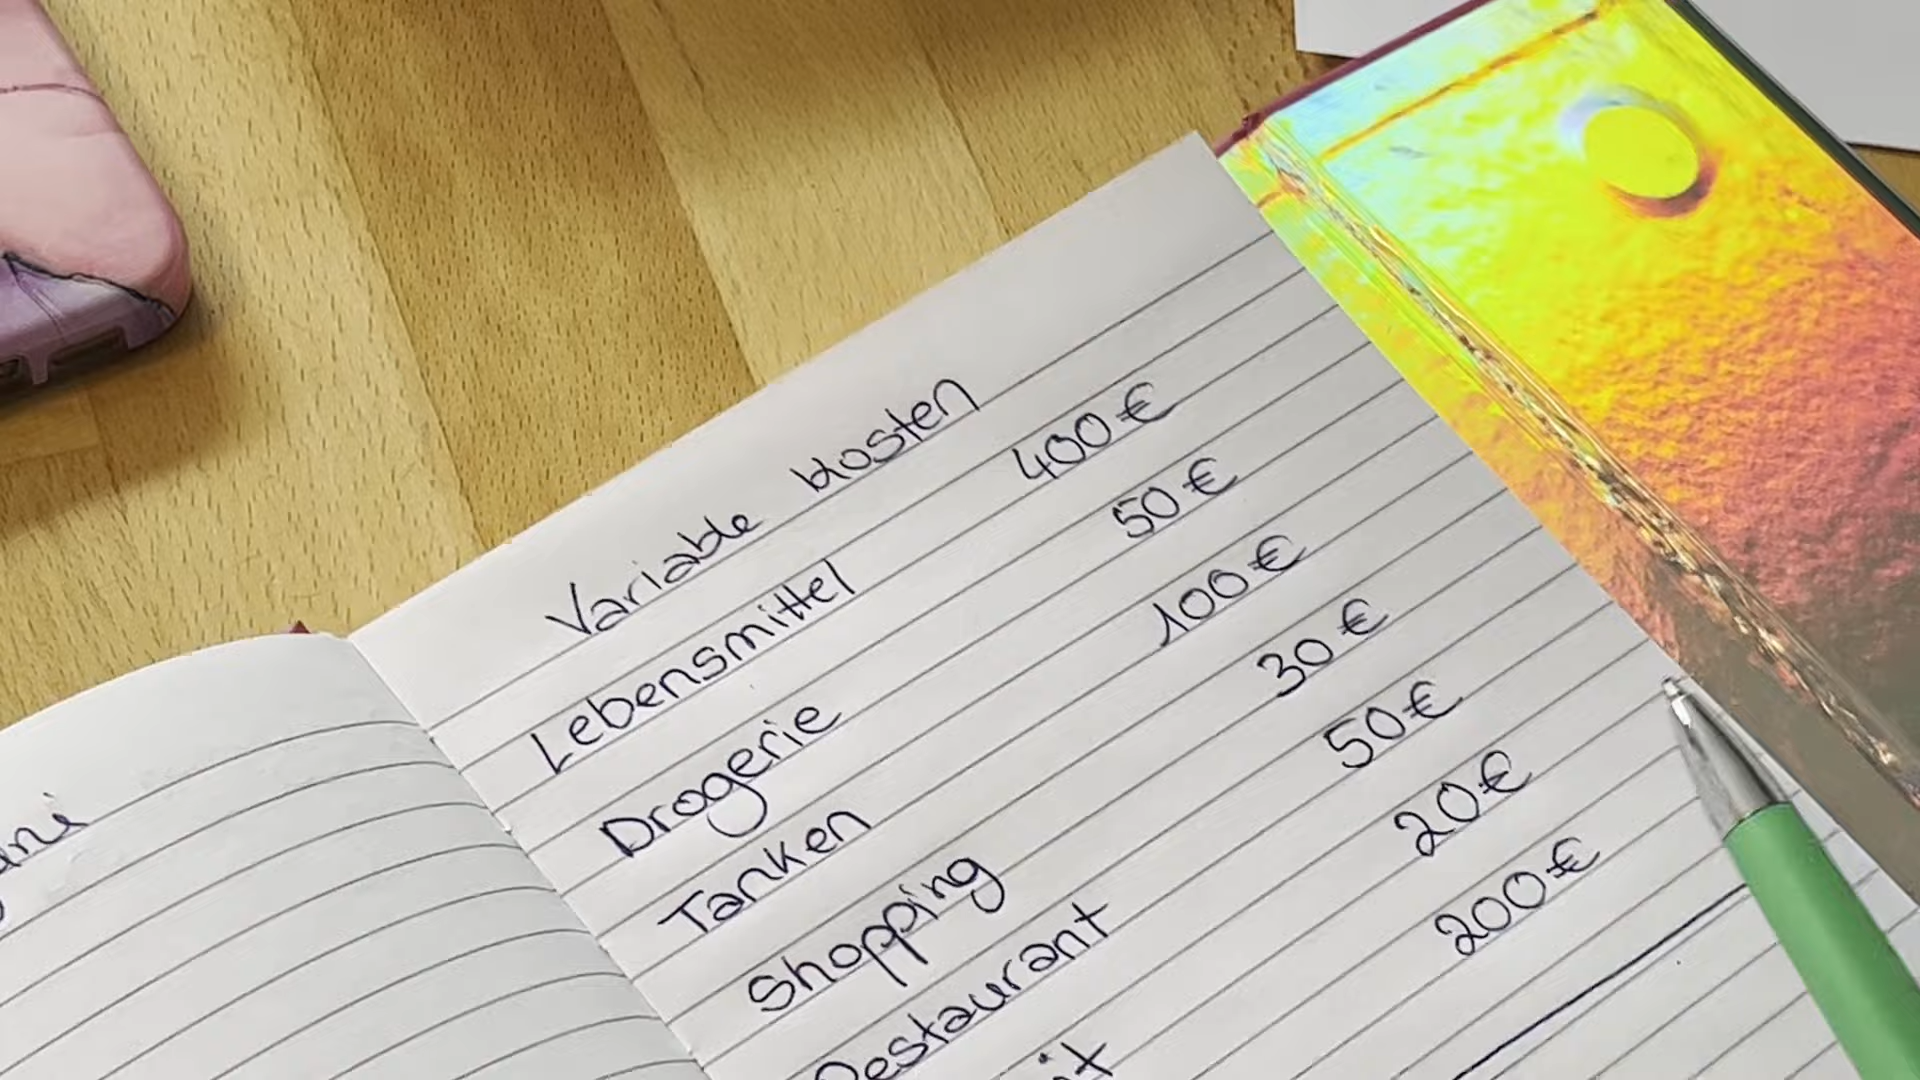 Variable Kosten
Lebensmittel 400€
Drogerie 50€
Tanken 100€
Shopping 30€
Restaurant 50€
20€
200€